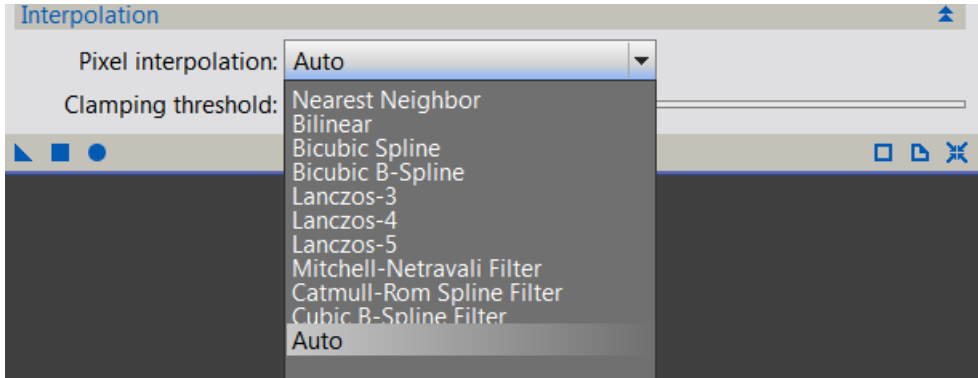 Interpolation
Pixel interpolation: Auto
Clamping threshold:
Nearest Neighbor
Bilinear
Bicubic Spline
Bicubic B-Spline
Lanczos-3
Lanczos-4
Lanczos-5
Mitchell-Netravali Filter
Catmull-Rom Spline Filter
Cubic B-Spline Filter
Auto